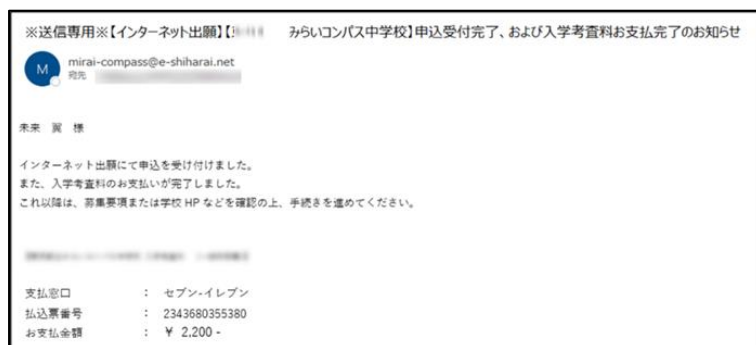 ※送信専用※【インターネット出願】【 みらいコンパス中学校】申込受付完了、および入学考査料お支払完了のお知らせ
M mirai-compass@e-shiharai.net
宛先
未来 翼 様
インターネット出願にて申込を受け付けました。
また、入学考査料のお支払いが完了しました。
これ以降は、募集要項または学校 HP などを確認の上、手続きを進めてください。
支払窓口 : セブン-イレブン
払込票番号 : 2343680355380
お支払金額 : ¥ 2,200 -